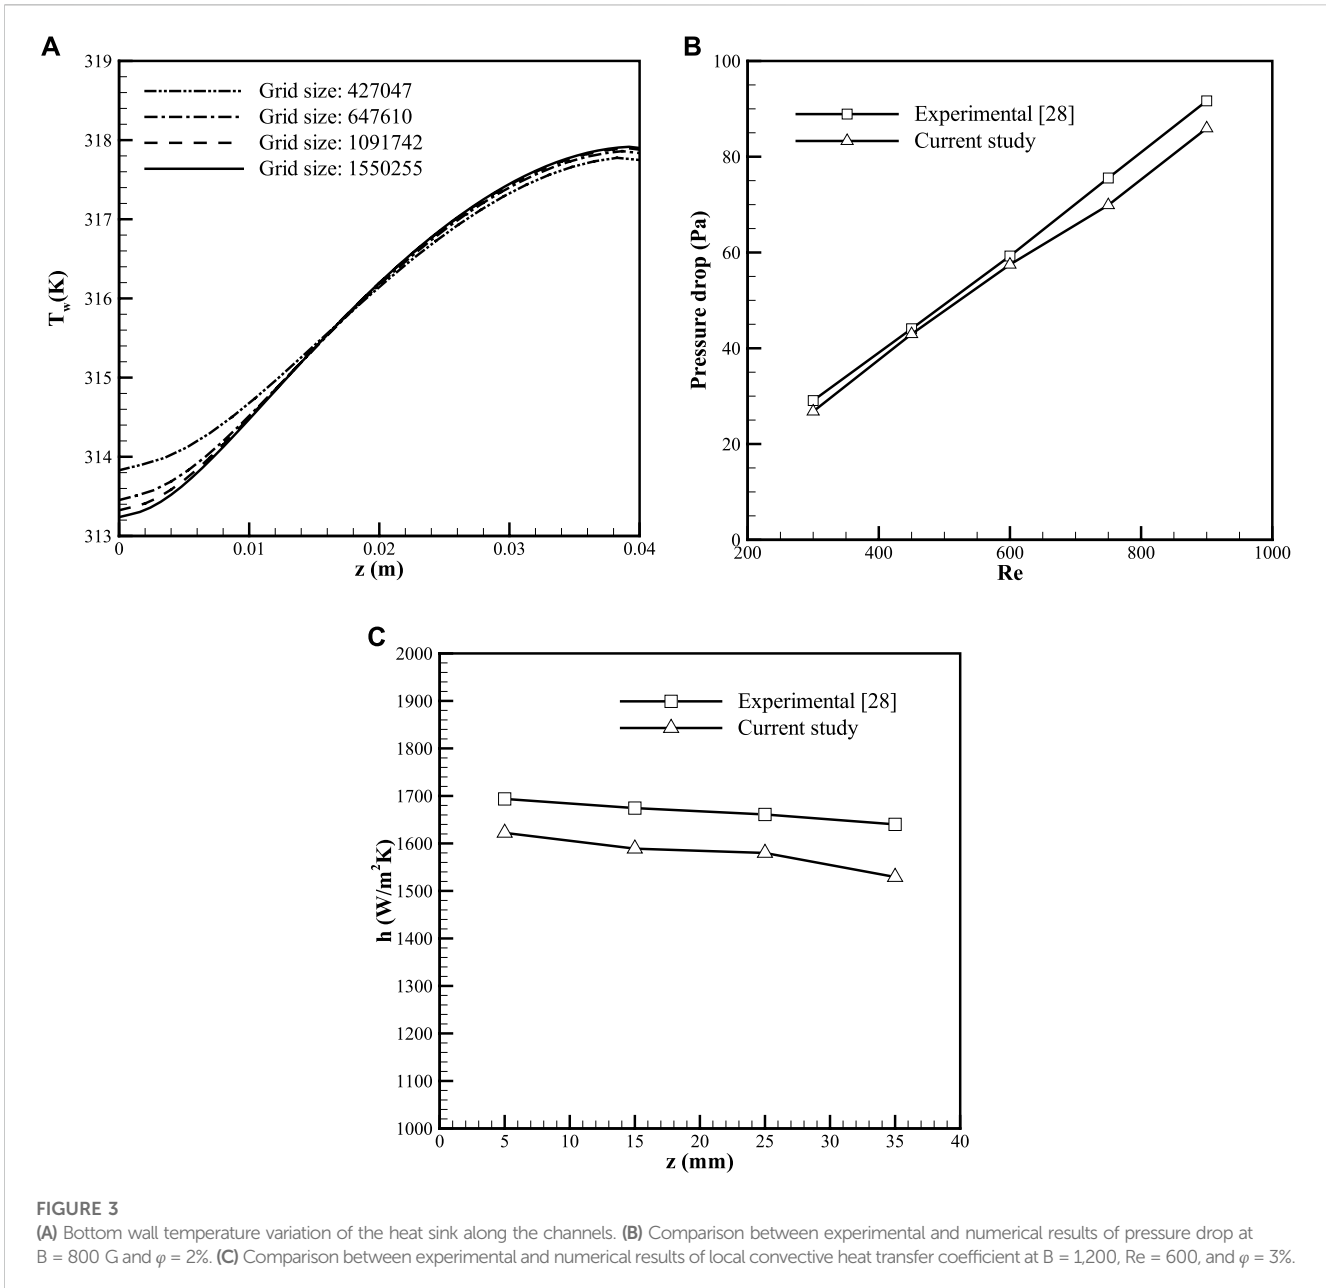 A
319
318
317
316
315
314
313
T_w(K)
Grid size: 427047
Grid size: 647610
Grid size: 1091742
Grid size: 1550255
0 0.01 0.02 0.03 0.04
z (m)
B
100
80
60
40
20
0
Pressure drop (Pa)
Experimental [28]
Current study
200 400 600 800 1000
Re
C
2000
1900
1800
1700
1600
1500
1400
1300
1200
1100
1000
h (W/m²K)
Experimental [28]
Current study
0 5 10 15 20 25 30 35 40
z (mm)
FIGURE 3
(A) Bottom wall temperature variation of the heat sink along the channels. (B) Comparison between experimental and numerical results of pressure drop at
B = 800 G and φ = 2%. (C) Comparison between experimental and numerical results of local convective heat transfer coefficient at B = 1,200, Re = 600, and φ = 3%.